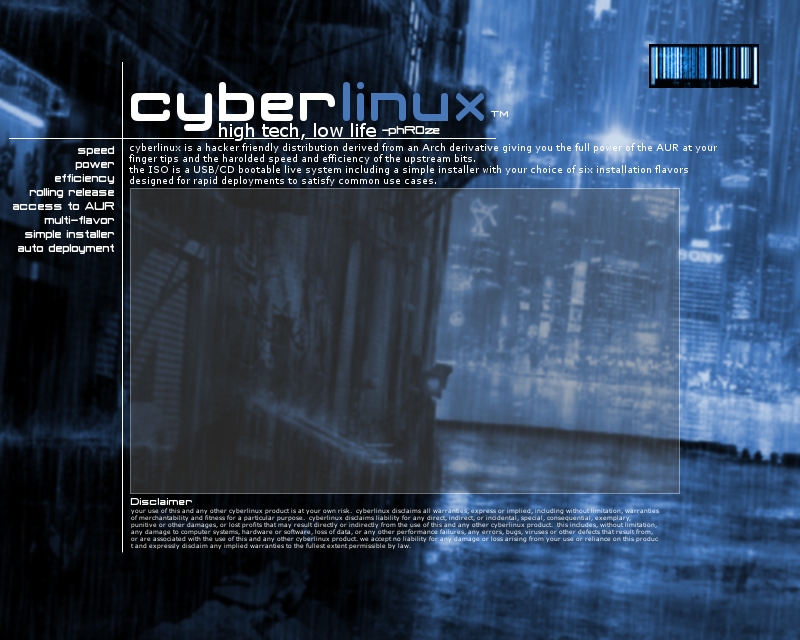 cyberlinux™
high tech, low life -phR0ze
speed
power
efficiency
rolling release
access to AUR
multi-flavor
simple installer
auto deployment
cyberlinux is a hacker friendly distribution derived from an Arch derivative giving you the full power of the AUR at your
finger tips and the harolded speed and efficiency of the upstream bits.
the ISO is a USB/CD bootable live system including a simple installer with your choice of six installation flavors
designed for rapid deployments to satisfy common use cases.
SONY
Disclaimer
your use of this and any other cyberlinux product is at your own risk. cyberlinux disclaims all warranties, express or implied, including without limitation, warranties
of merchantability and fitness for a particular purpose. cyberlinux disclaims liability for any direct, indirect, or incidental, special, consequential, exemplary,
punitive or other damages, or lost profits that may result directly or indirectly from the use of this and any other cyberlinux product. this includes, without limitation,
any damage to computer systems, hardware or software, loss of data, or any other performance failures, any errors, bugs, viruses or other defects that result from,
or are associated with the use of this and any other cyberlinux product. we accept no liability for any damage or loss arising from your use or reliance on this produc
t and expressly disclaim any implied warranties to the fullest extent permissible by law.